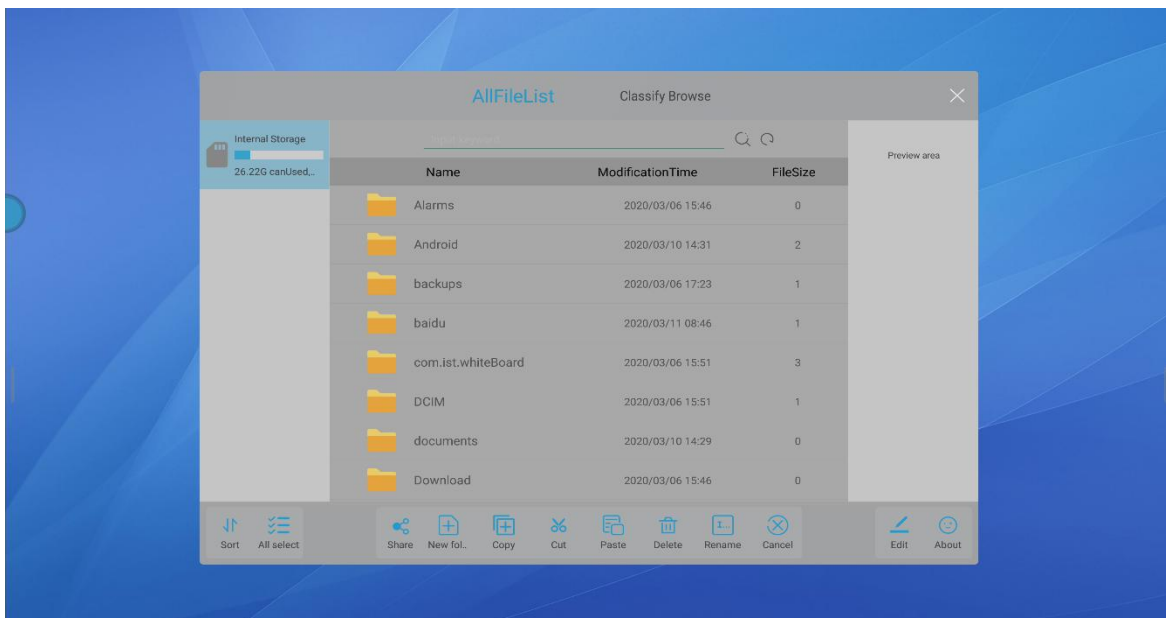 AllFileList Classify Browse
Internal Storage
26.22G canUsed,..
Preview area
Name ModificationTime FileSize
Alarms 2020/03/06 15:46 0
Android 2020/03/10 14:31 2
backups 2020/03/06 17:23 1
baidu 2020/03/11 08:46 1
com.ist.whiteBoard 2020/03/06 15:51 3
DCIM 2020/03/06 15:51 1
documents 2020/03/10 14:29 0
Download 2020/03/06 15:46 0
Sort All select Share New fol.. Copy Cut Paste Delete Rename Cancel Edit About